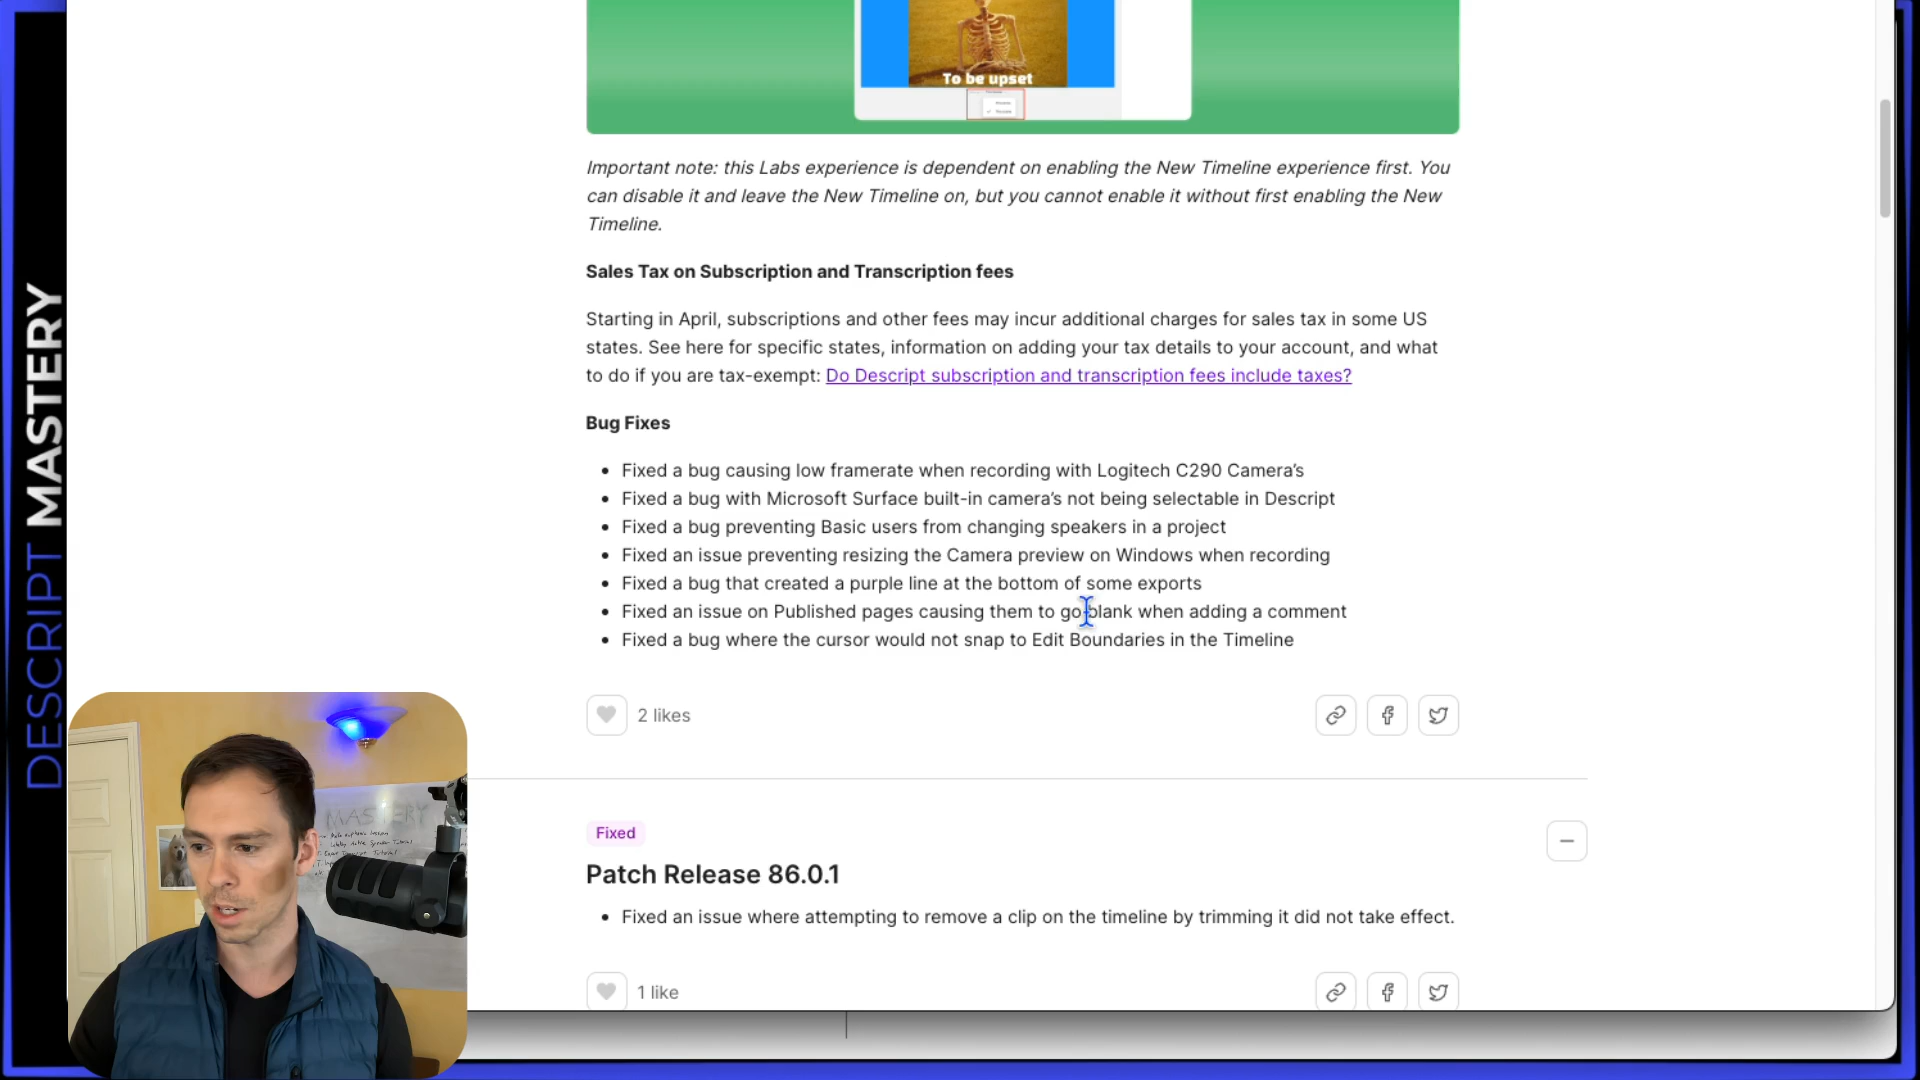 To be upset
Important note: this Labs experience is dependent on enabling the New Timeline experience first. You
can disable it and leave the New Timeline on, but you cannot enable it without first enabling the New
Timeline.
Sales Tax on Subscription and Transcription fees
Starting in April, subscriptions and other fees may incur additional charges for sales tax in some US
states. See here for specific states, information on adding your tax details to your account, and what
to do if you are tax-exempt: Do Descript subscription and transcription fees include taxes?
Bug Fixes
• Fixed a bug causing low framerate when recording with Logitech C290 Camera’s
• Fixed a bug with Microsoft Surface built-in camera’s not being selectable in Descript
• Fixed a bug preventing Basic users from changing speakers in a project
• Fixed an issue preventing resizing the Camera preview on Windows when recording
• Fixed a bug that created a purple line at the bottom of some exports
• Fixed an issue on Published pages causing them to go blank when adding a comment
• Fixed a bug where the cursor would not snap to Edit Boundaries in the Timeline
2 likes
Fixed
Patch Release 86.0.1
• Fixed an issue where attempting to remove a clip on the timeline by trimming it did not take effect.
1 like
DESCRIPT MASTERY
MASTERY